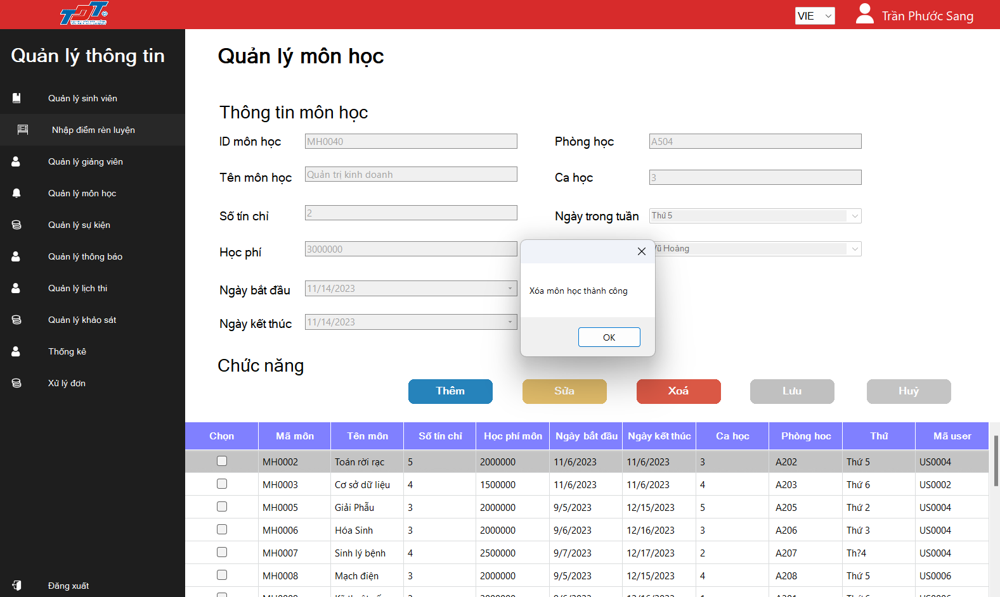 TDT
VIE
Trần Phước Sang
Quản lý thông tin
Quản lý sinh viên
Nhập điểm rèn luyện
Quản lý giảng viên
Quản lý môn học
Quản lý sự kiện
Quản lý thông báo
Quản lý lịch thi
Quản lý khảo sát
Thống kê
Xử lý đơn
Đăng xuất
Quản lý môn học
Thông tin môn học
ID môn học MH0040
Phòng học A504
Tên môn học Quản trị kinh doanh
Ca học 3
Số tín chỉ 2
Ngày trong tuần Thứ 5
Học phí 3000000
Vũ Hoàng
Ngày bắt đầu 11/14/2023
Ngày kết thúc 11/14/2023
Xóa môn học thành công
OK
Chức năng
Thêm Sửa Xoá Lưu Huỷ
Chọn Mã môn Tên môn Số tín chỉ Học phí môn Ngày bắt đầu Ngày kết thúc Ca học Phòng học Thứ Mã user
MH0002 Toán rời rạc 5 2000000 11/6/2023 11/6/2023 3 A202 Thứ 5 US0004
MH0003 Cơ sở dữ liệu 4 1500000 11/6/2023 11/6/2023 4 A203 Thứ 6 US0002
MH0005 Giải Phẫu 3 2000000 9/5/2023 12/15/2023 5 A205 Thứ 2 US0004
MH0006 Hóa Sinh 3 2000000 9/6/2023 12/16/2023 3 A206 Thứ 3 US0004
MH0007 Sinh lý bệnh 4 2500000 9/7/2023 12/17/2023 2 A207 Th?4 US0004
MH0008 Mạch điện 3 2000000 9/5/2023 12/15/2023 4 A208 Thứ 5 US0006